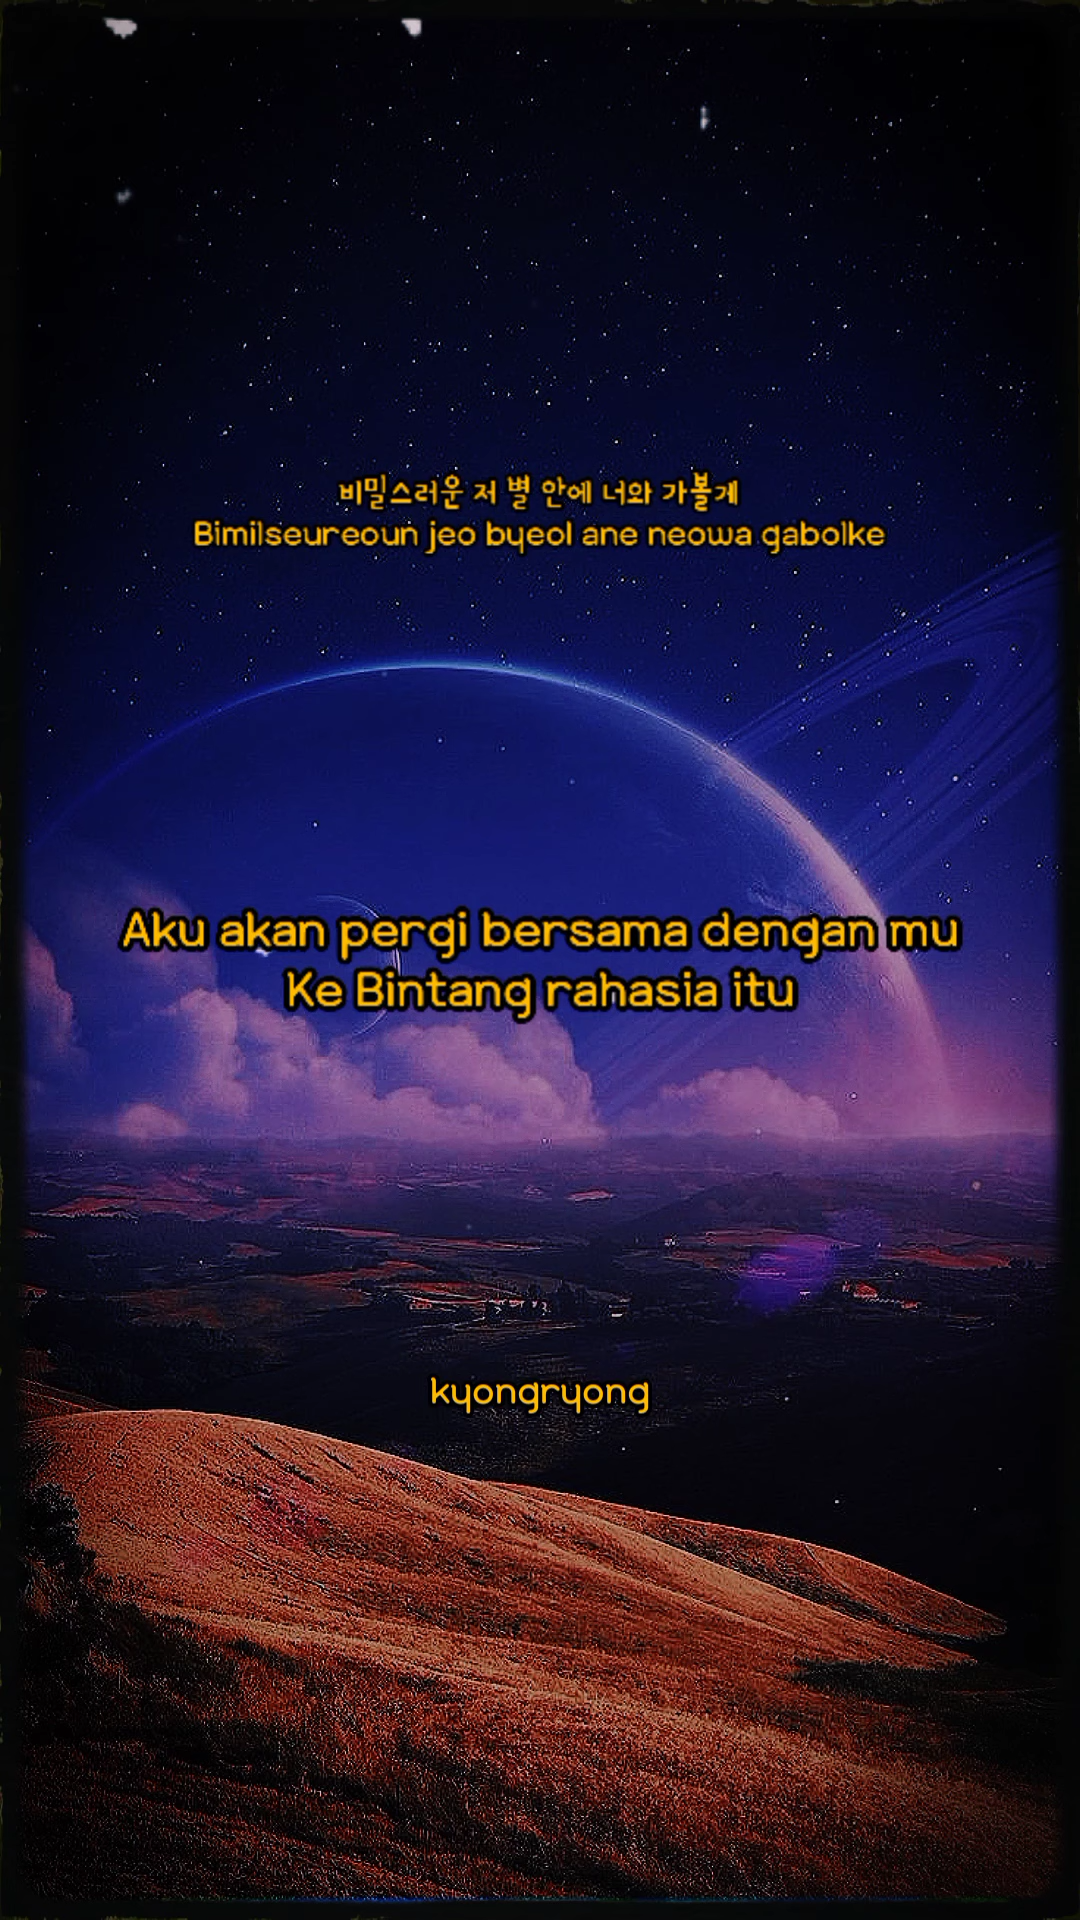 비밀스러운 저 별 안에 너와 가볼게
Bimilseureoun jeo byeol ane neowa gabolke
Aku akan pergi bersama dengan mu
Ke Bintang rahasia itu
kyongryong